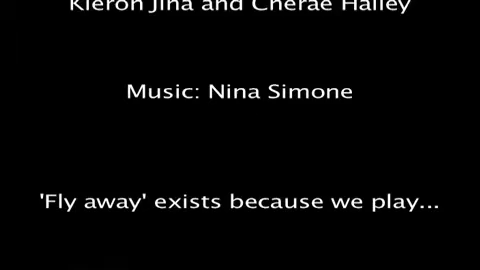 Kieron Jina and Cherae Halley
Music: Nina Simone
'Fly away' exists because we play...